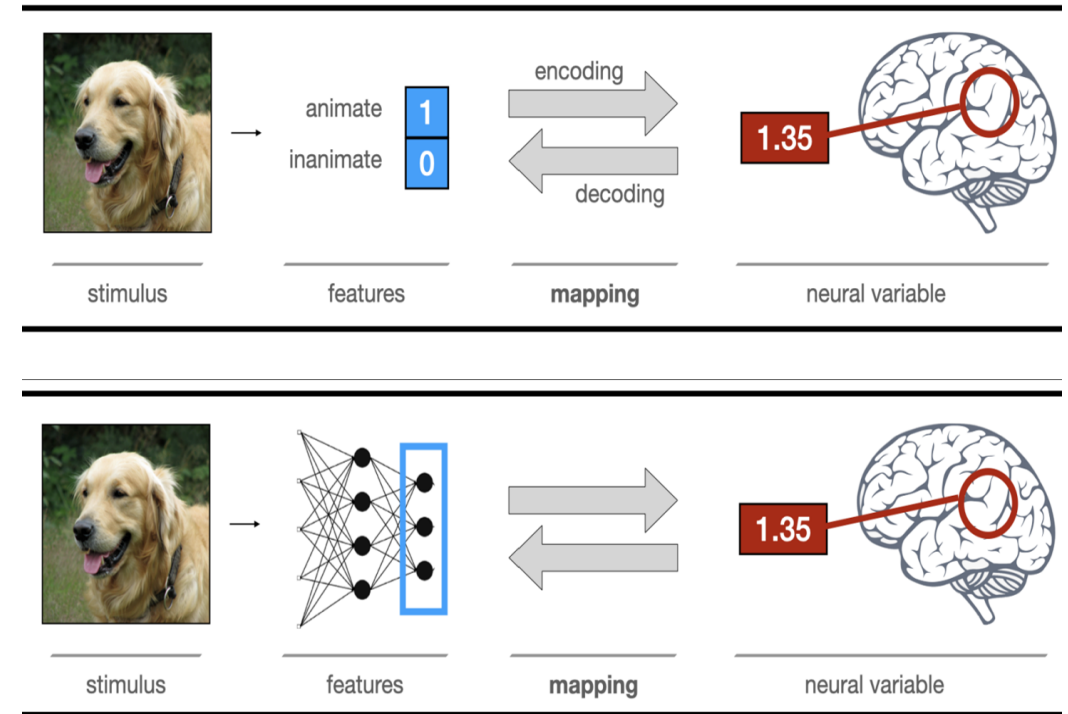 encoding
animate 1
inanimate 0
1.35
decoding
stimulus features mapping neural variable
1.35
stimulus features mapping neural variable